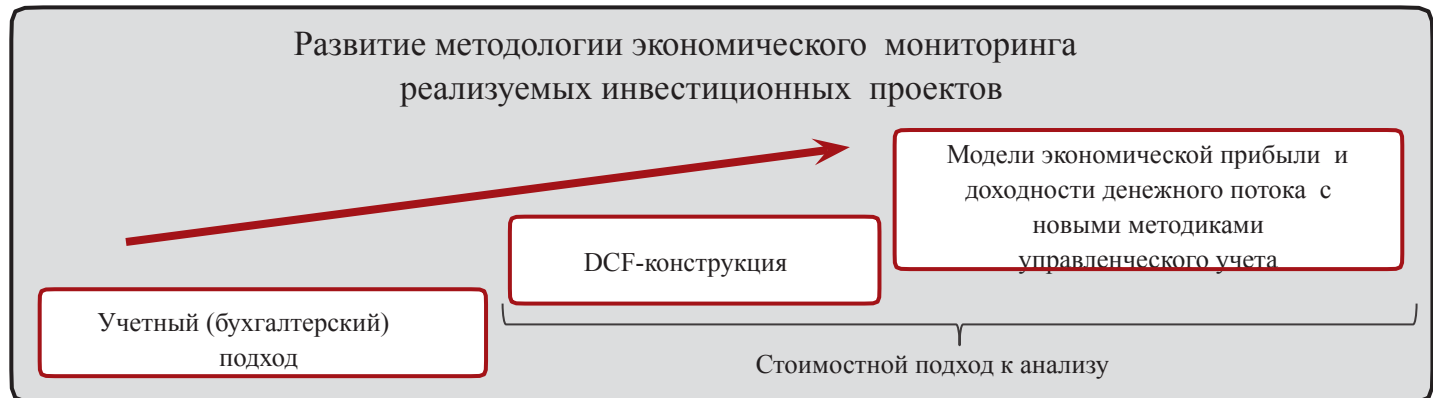 Развитие методологии экономического мониторинга
реализуемых инвестиционных проектов
Модели экономической прибыли и
доходности денежного потока с
новыми методиками
управленческого учета
DCF-конструкция
Учетный (бухгалтерский)
подход
Стоимостной подход к анализу